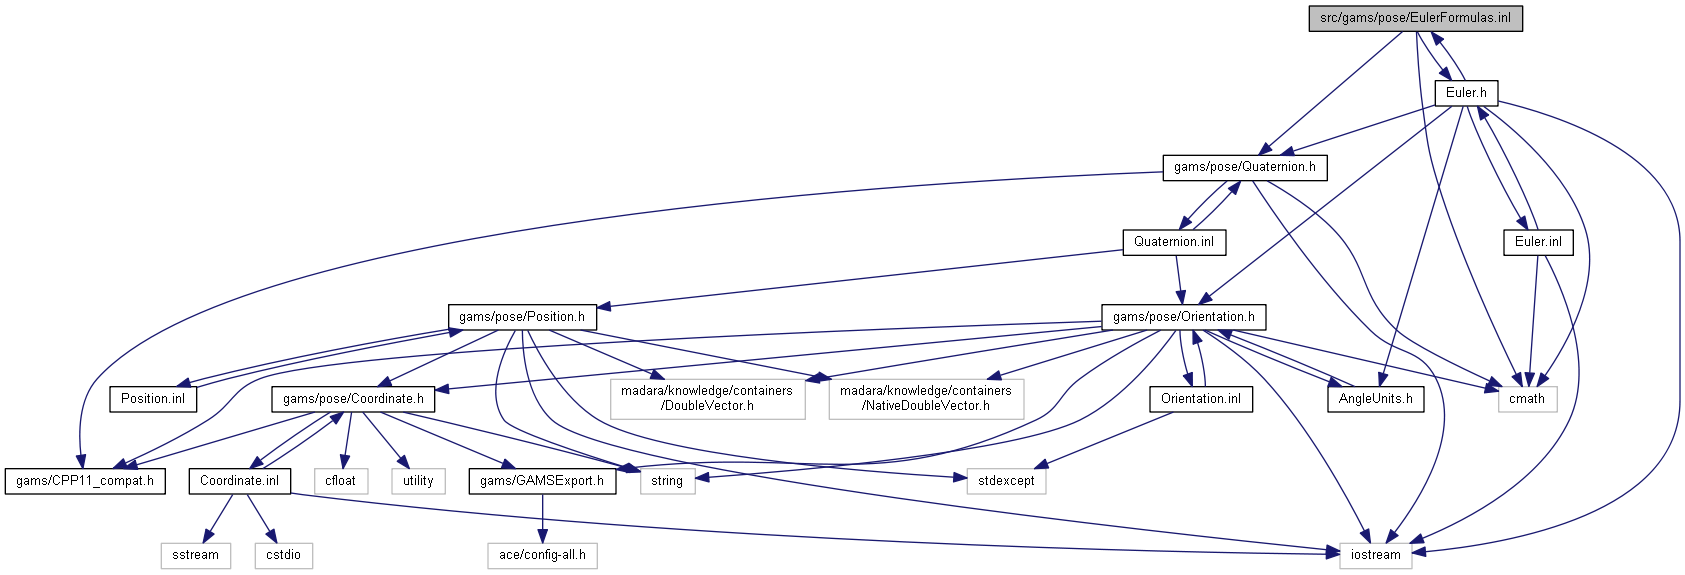 src/gams/pose/EulerFormulas.inl
Euler.h
gams/pose/Quaternion.h
Quaternion.inl
Euler.inl
gams/pose/Position.h
gams/pose/Orientation.h
Position.inl
gams/pose/Coordinate.h
madara/knowledge/containers
/DoubleVector.h
madara/knowledge/containers
/NativeDoubleVector.h
Orientation.inl
AngleUnits.h
cmath
gams/CPP11_compat.h
Coordinate.inl
cfloat
utility
gams/GAMSExport.h
string
stdexcept
sstream
cstdio
ace/config-all.h
iostream